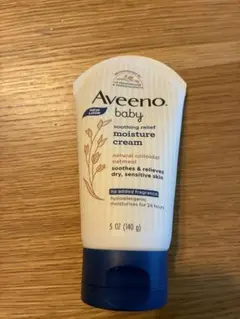 Aveeno
baby
soothing relief
moisture
cream
natural colloidal
oatmeal
soothes & relieves
dry, sensitive skin
no added fragrance
hypoallergenic
moisturizes for 24 hours
5 OZ (140 g)